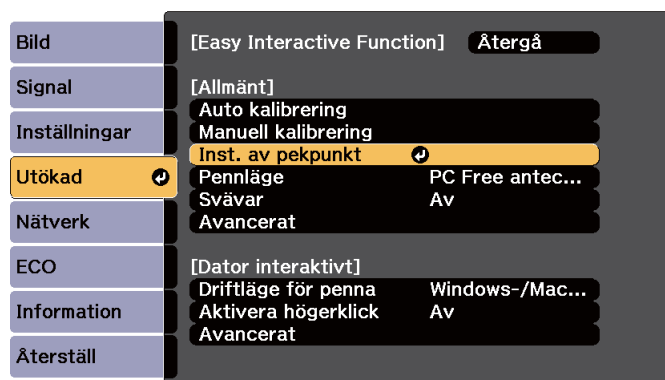 Bild
Signal
Inställningar
Utökad
Nätverk
ECO
Information
Återställ
[Easy Interactive Function] Återgå
[Allmänt]
Auto kalibrering
Manuell kalibrering
Inst. av pekpunkt
Pennläge PC Free antec...
Svävar Av
Avancerat
[Dator interaktivt]
Driftläge för penna Windows-/Mac...
Aktivera högerklick Av
Avancerat